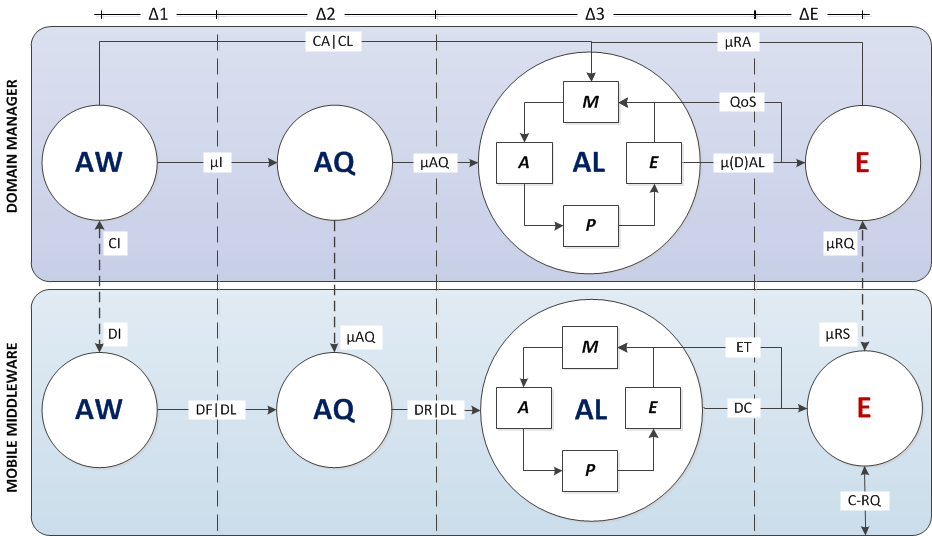 Δ1
Δ2
Δ3
ΔE
DOMAIN MANAGER
CA|CL
µRA
M
QoS
AW
µI
AQ
µAQ
A
AL
E
µ(D)AL
E
P
CI
µRQ
MOBILE MIDDLEWARE
DI
µAQ
µRS
M
ET
AW
DF|DL
AQ
DR|DL
A
AL
E
DC
E
P
C-RQ